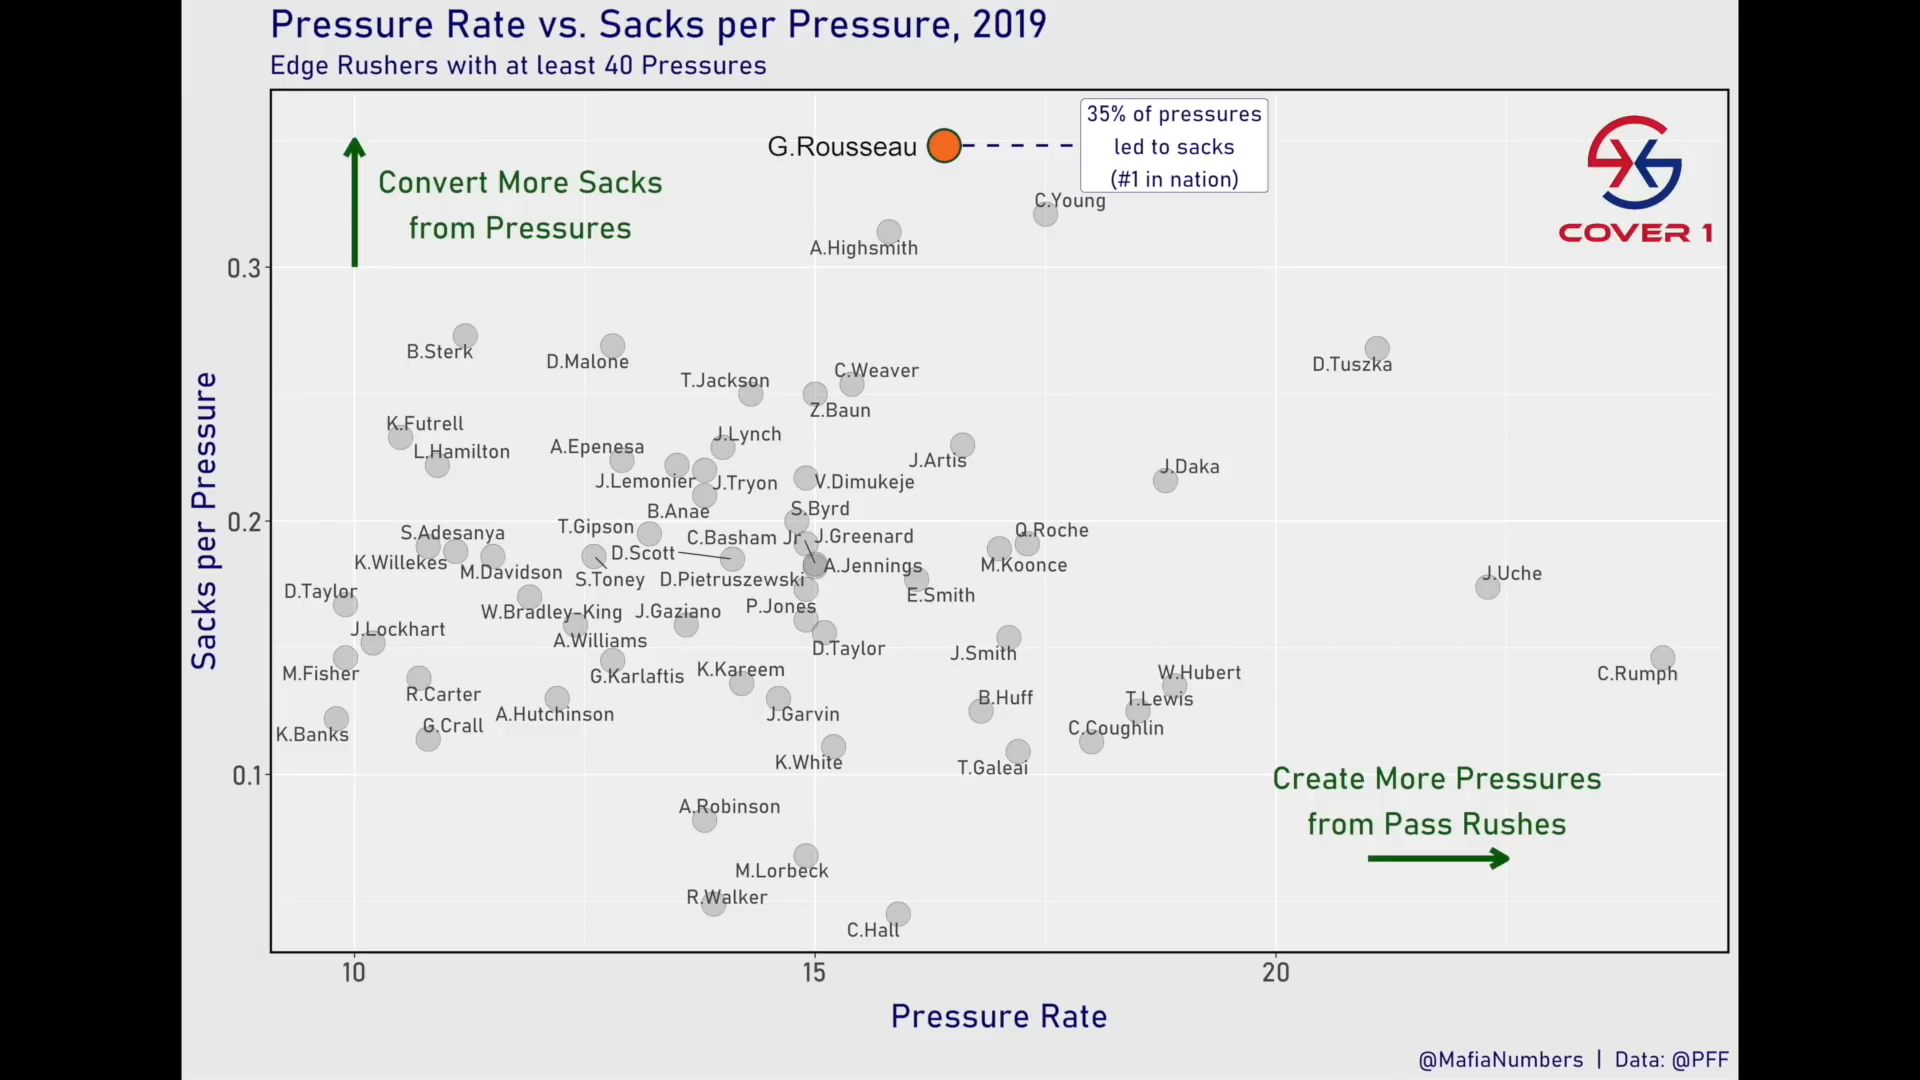 Pressure Rate vs. Sacks per Pressure, 2019
Edge Rushers with at least 40 Pressures
35% of pressures
led to sacks
(#1 in nation)
G.Rousseau
COVER 1
Convert More Sacks
from Pressures
C.Young
A.Highsmith
0.3
B.Sterk
D.Malone
D.Tuszka
T.Jackson
C.Weaver
Z.Baun
K.Futrell
L.Hamilton
A.Epenesa
J.Lynch
J.Artis
J.Daka
J.Lemonier
J.Tryon
V.Dimukeje
B.Anae
S.Byrd
0.2
T.Gipson
S.Adesanya
C.Basham Jr
J.Greenard
Q.Roche
D.Scott
K.Willekes
M.Davidson
S.Toney
D.Pietruszewski
A.Jennings
M.Koonce
J.Uche
D.Taylor
E.Smith
W.Bradley-King
J.Gaziano
P.Jones
J.Lockhart
A.Williams
D.Taylor
J.Smith
M.Fisher
G.Karlaftis
K.Kareem
W.Hubert
C.Rumph
R.Carter
A.Hutchinson
J.Garvin
B.Huff
T.Lewis
K.Banks
G.Crall
C.Coughlin
K.White
T.Galeai
0.1
Create More Pressures
from Pass Rushes
A.Robinson
M.Lorbeck
R.Walker
C.Hall
Sacks per Pressure
10
15
20
Pressure Rate
@MafiaNumbers | Data: @PFF